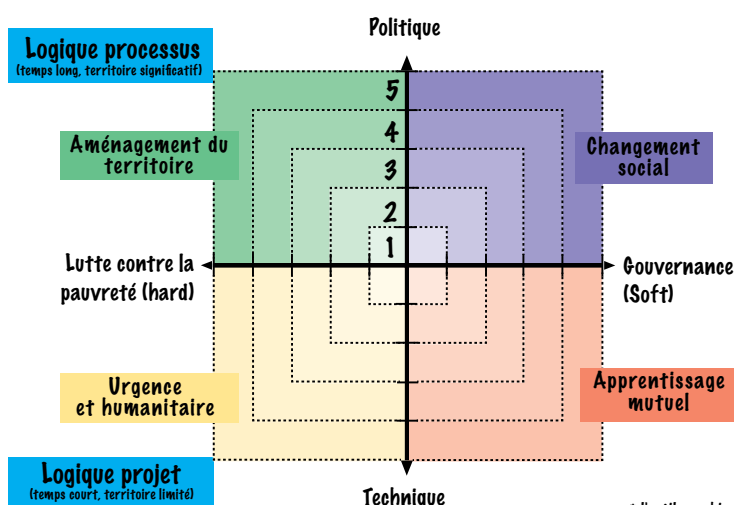 Politique
Logique processus
(temps long, territoire significatif)
5
4
3
2
1
Aménagement du
territoire
Changement
social
Lutte contre la
pauvreté (hard)
Gouvernance
(Soft)
Urgence
et humanitaire
Apprentissage
mutuel
Logique projet
(temps court, territoire limité)
Technique